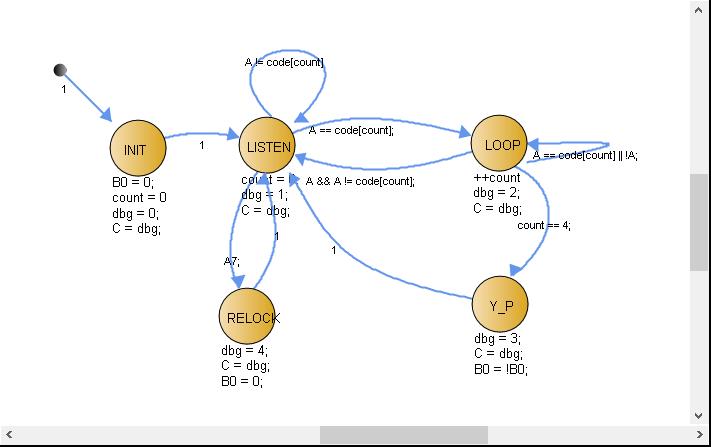 A != code[count]
1
INIT
1
LISTEN
A == code[count];
LOOP
A == code[count] || !A;
B0 = 0;
count = 0
dbg = 0;
C = dbg;
count =
dbg = 1;
C = dbg;
A && A != code[count];
++count
dbg = 2;
C = dbg;
count == 4;
1
1
A7;
RELOCK
dbg = 4;
C = dbg;
B0 = 0;
Y_P
dbg = 3;
C = dbg;
B0 = !B0;